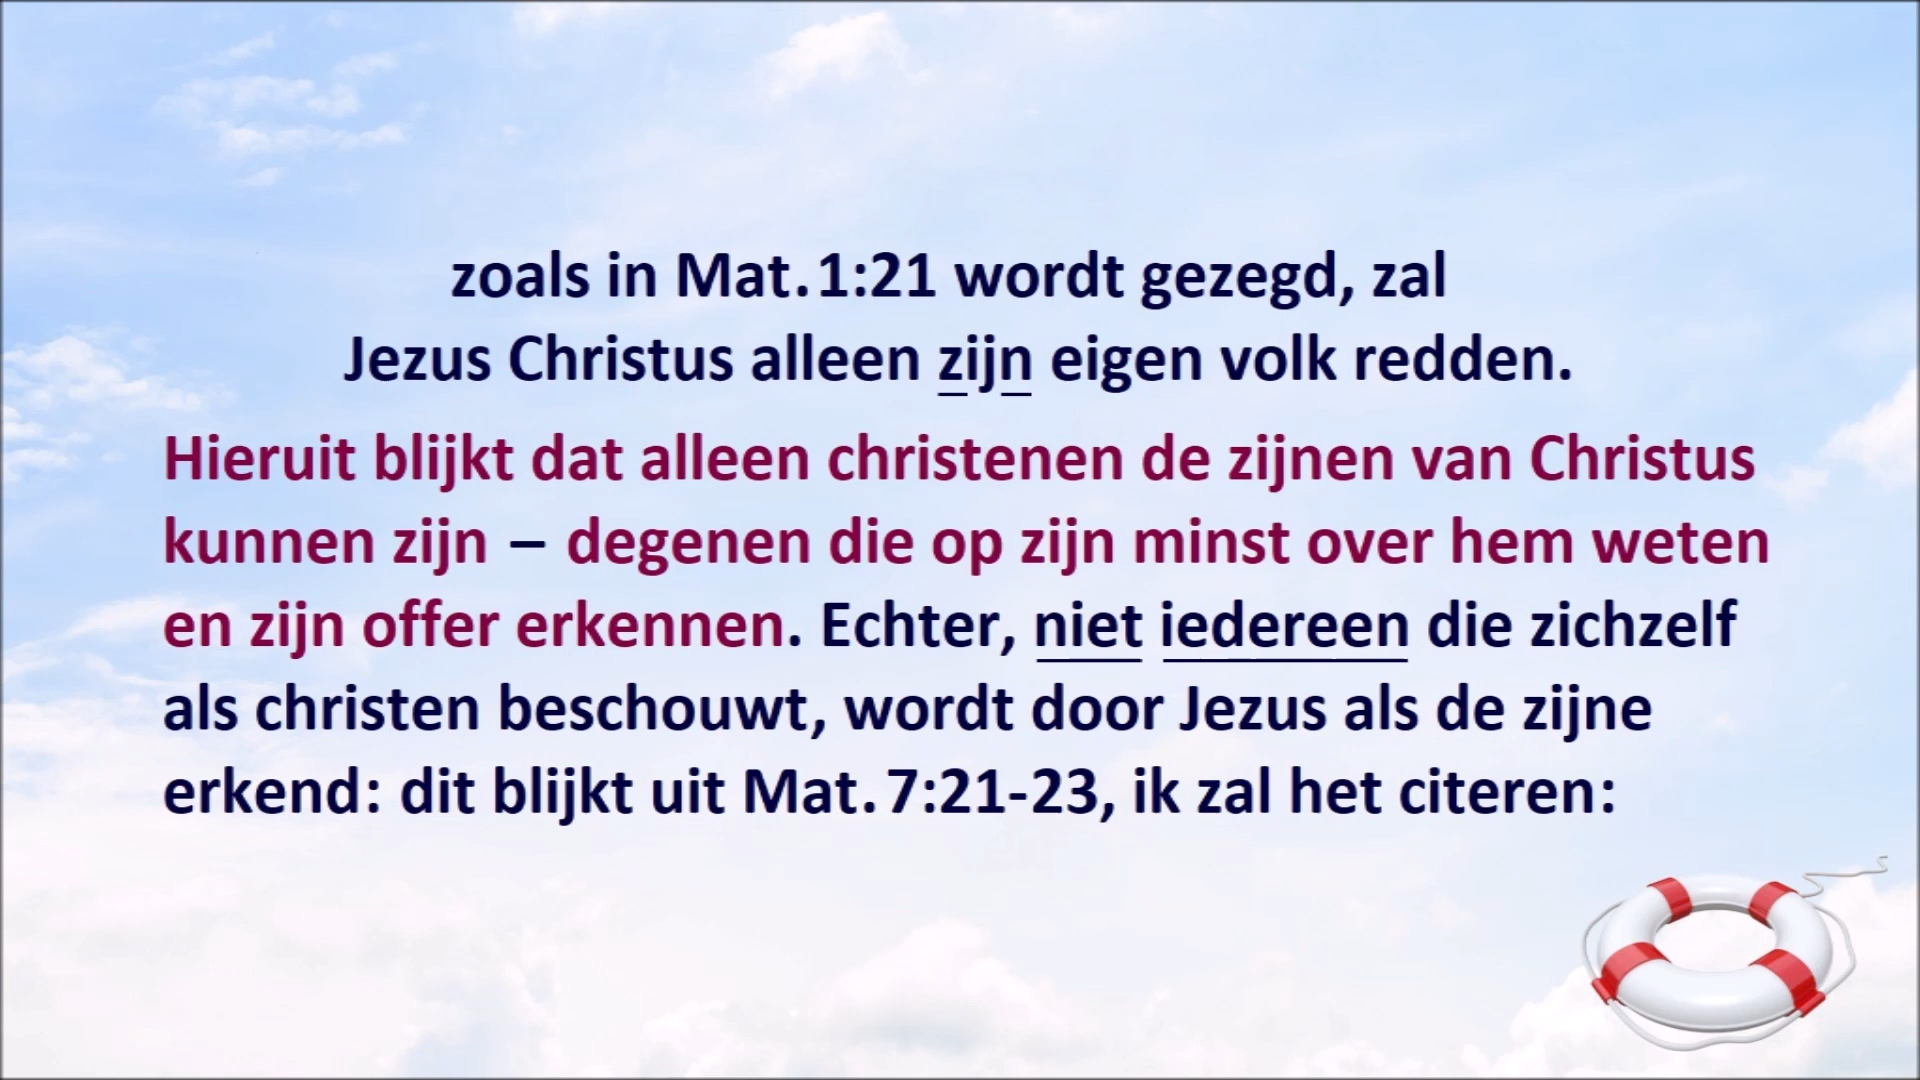 zoals in Mat. 1:21 wordt gezegd, zal
Jezus Christus alleen zijn eigen volk redden.
Hieruit blijkt dat alleen christenen de zijnen van Christus
kunnen zijn – degenen die op zijn minst over hem weten
en zijn offer erkennen. Echter, niet iedereen die zichzelf
als christen beschouwt, wordt door Jezus als de zijne
erkend: dit blijkt uit Mat. 7:21-23, ik zal het citeren: